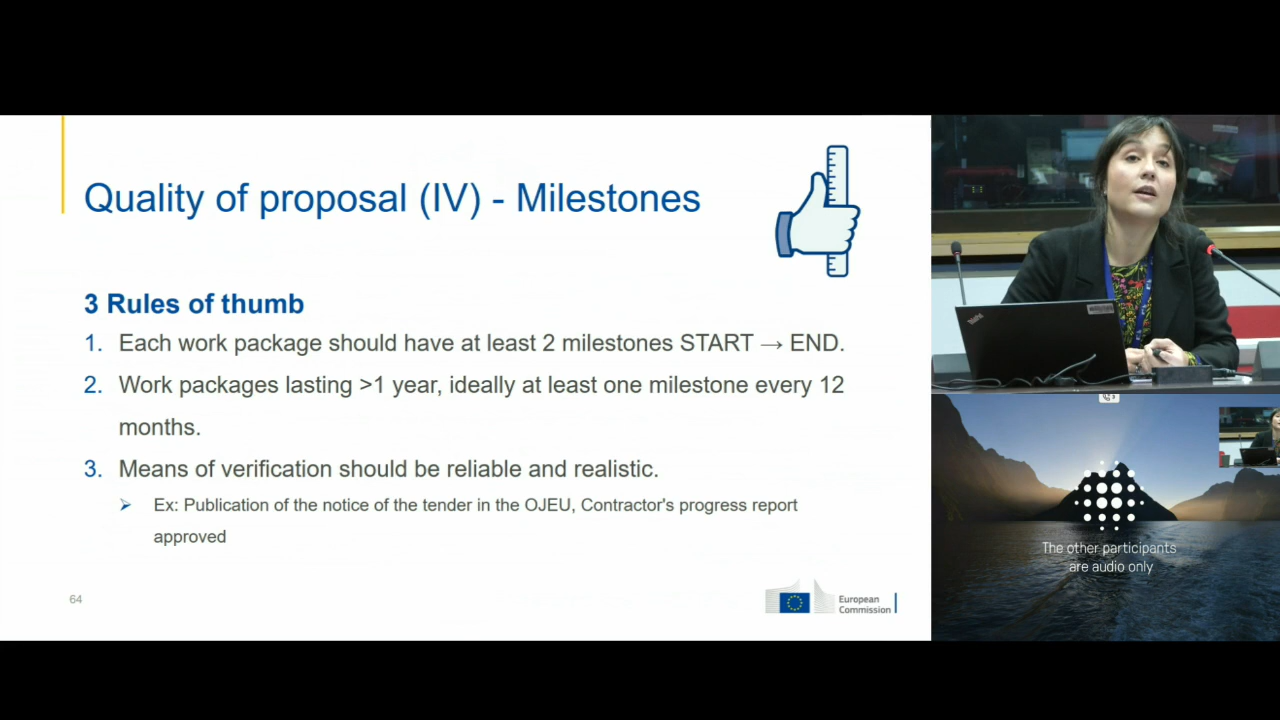 Quality of proposal (IV) - Milestones
3 Rules of thumb
1. Each work package should have at least 2 milestones START → END.
2. Work packages lasting >1 year, ideally at least one milestone every 12
months.
3. Means of verification should be reliable and realistic.
➢ Ex: Publication of the notice of the tender in the OJEU, Contractor's progress report
approved
64
European
Commission
ThinkPad
The other participants
are audio only